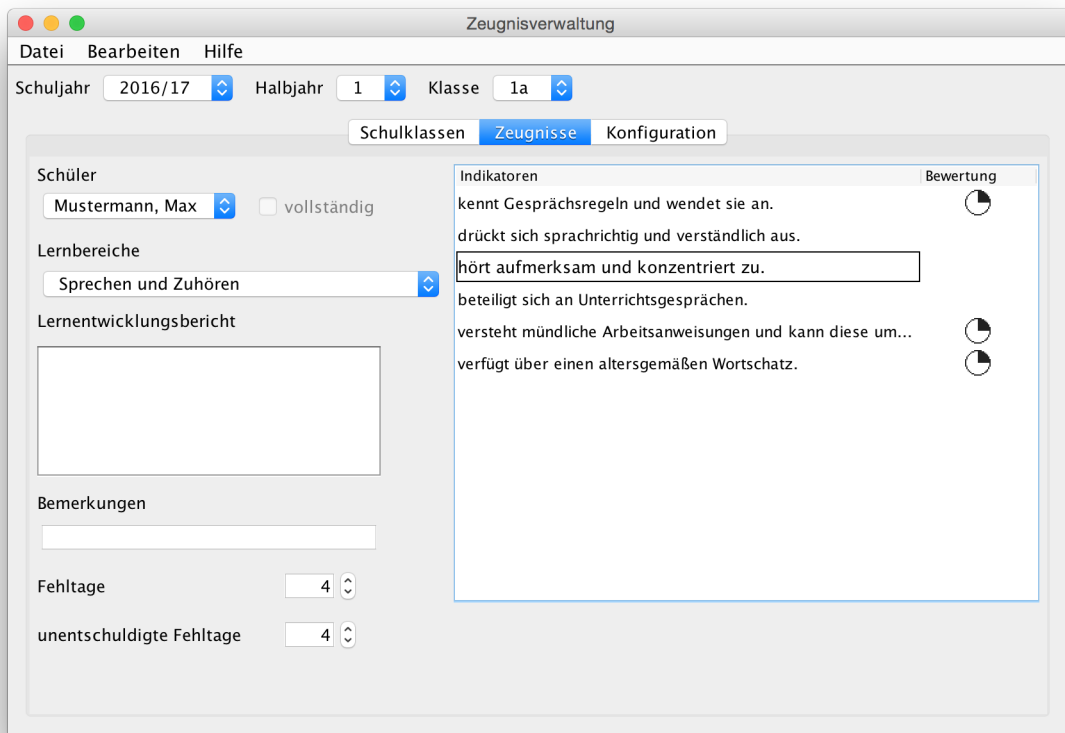 Zeugnisverwaltung
Datei Bearbeiten Hilfe
Schuljahr 2016/17 Halbjahr 1 Klasse 1a
Schulklassen Zeugnisse Konfiguration
Schüler
Mustermann, Max vollständig
Lernbereiche
Sprechen und Zuhören
Lernentwicklungsbericht
Bemerkungen
Fehltage 4
unentschuldigte Fehltage 4
Indikatoren Bewertung
kennt Gesprächsregeln und wendet sie an.
drückt sich sprachrichtig und verständlich aus.
hört aufmerksam und konzentriert zu.
beteiligt sich an Unterrichtsgesprächen.
versteht mündliche Arbeitsanweisungen und kann diese um...
verfügt über einen altersgemäßen Wortschatz.